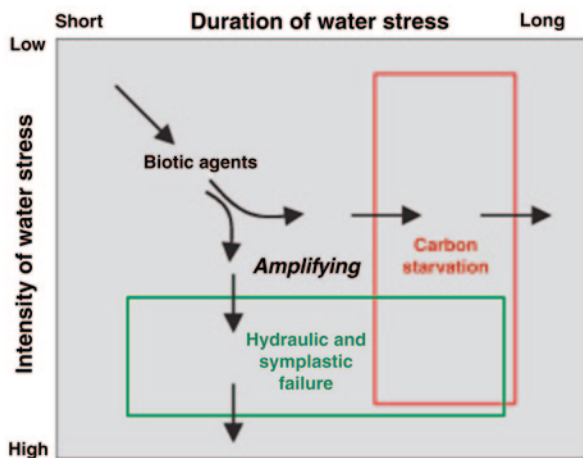 Duration of water stress
Short
Long
Low
Intensity of water stress
High
Biotic agents
Amplifying
Carbon
starvation
Hydraulic and
symplastic
failure